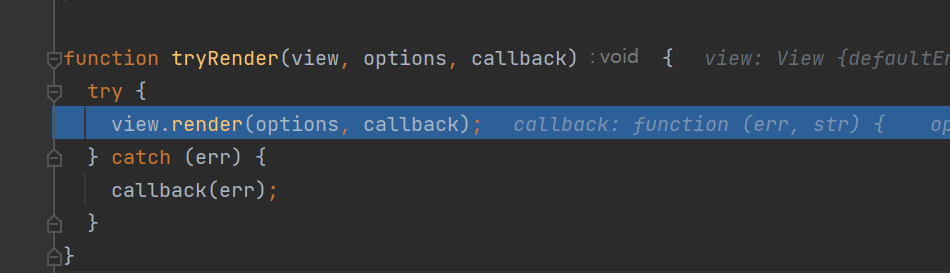 function tryRender(view, options, callback) : void {   view: View {defaultEn
  try {
    view.render(options, callback);   callback: function (err, str) {    op
  } catch (err) {
    callback(err);
  }
}